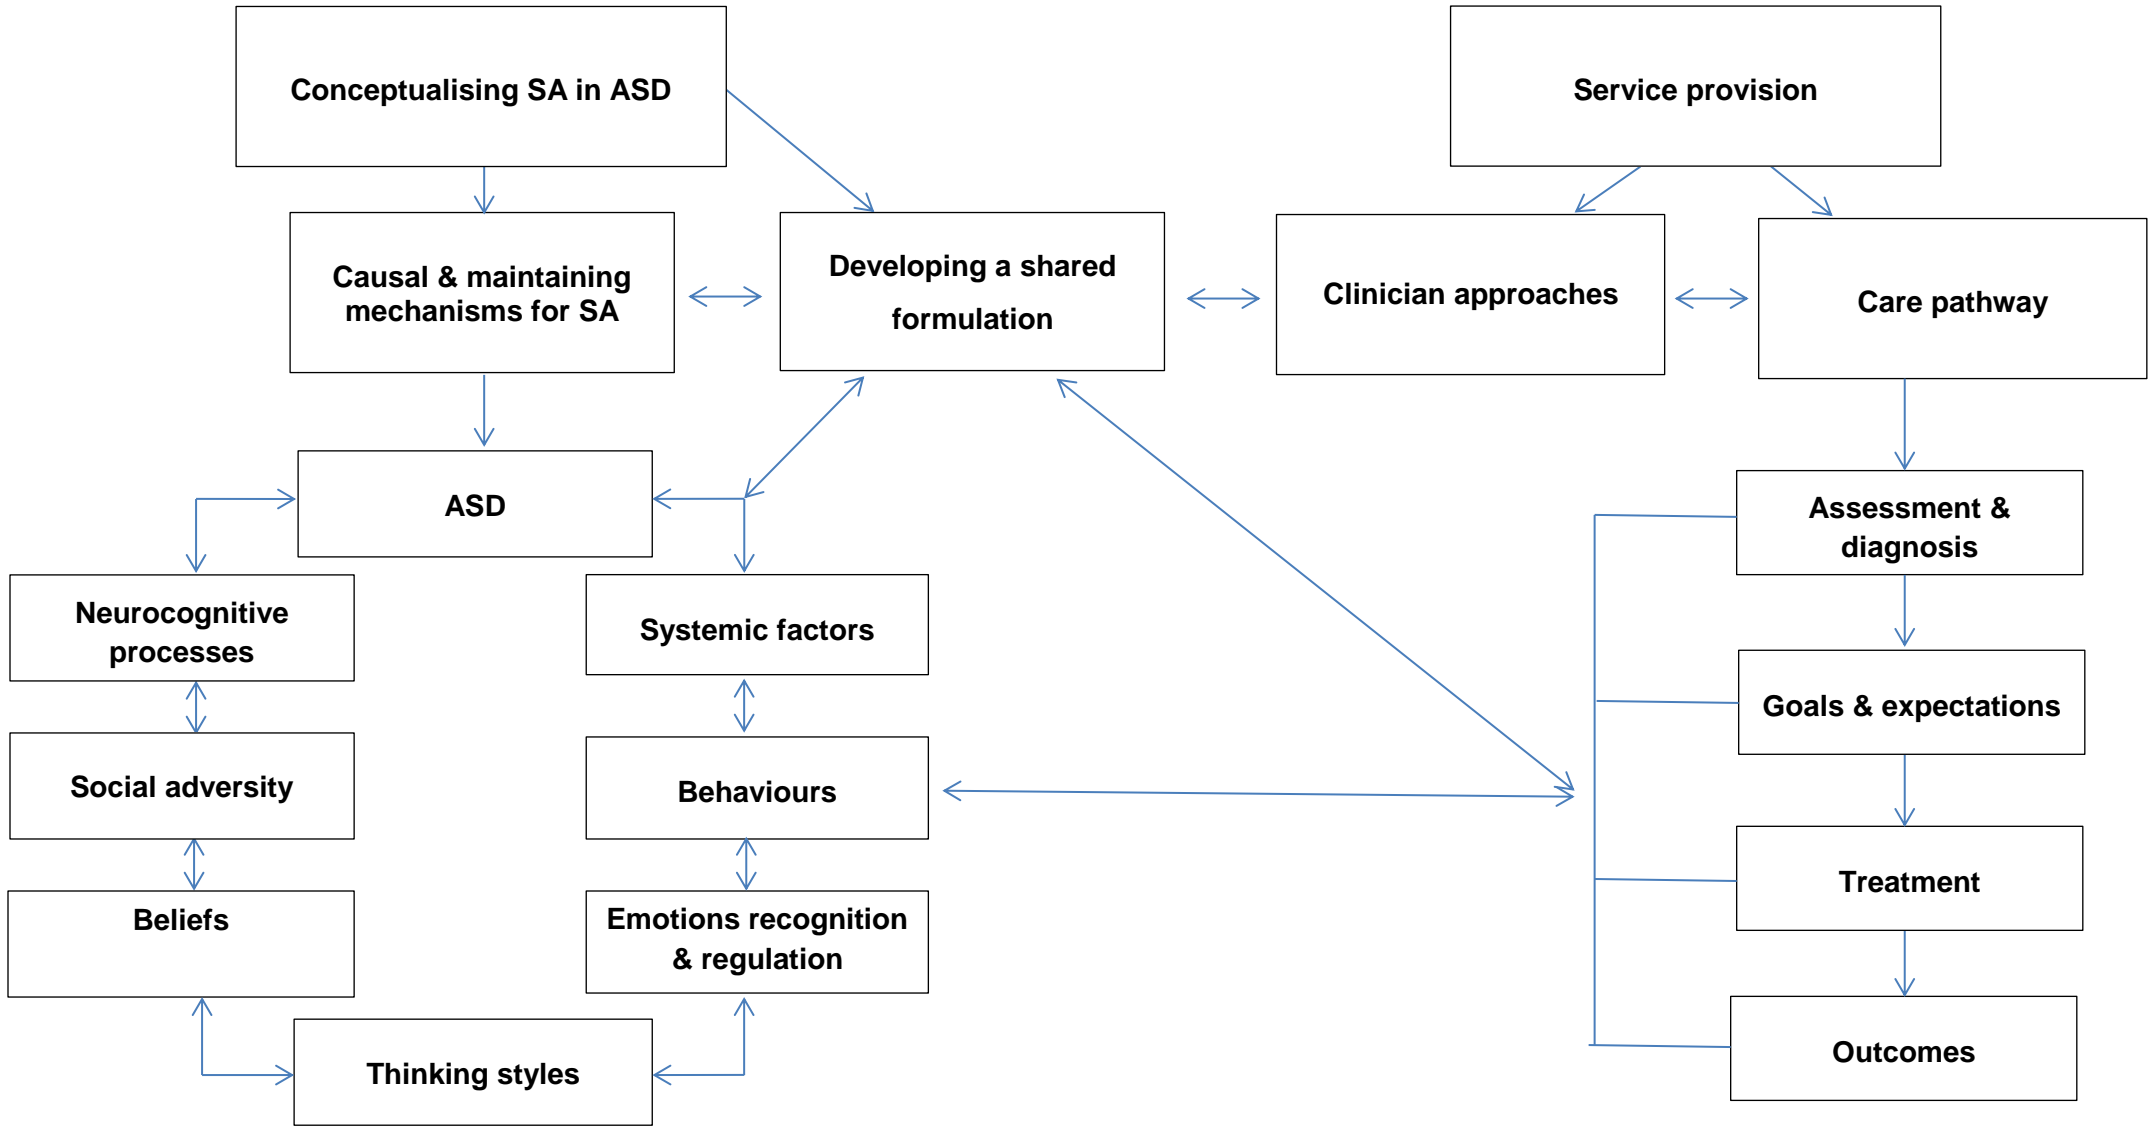 Conceptualising SA in ASD
Service provision
Causal & maintaining
mechanisms for SA
Developing a shared
formulation
Clinician approaches
Care pathway
ASD
Assessment &
diagnosis
Neurocognitive
processes
Systemic factors
Goals & expectations
Social adversity
Behaviours
Treatment
Beliefs
Emotions recognition
& regulation
Thinking styles
Outcomes